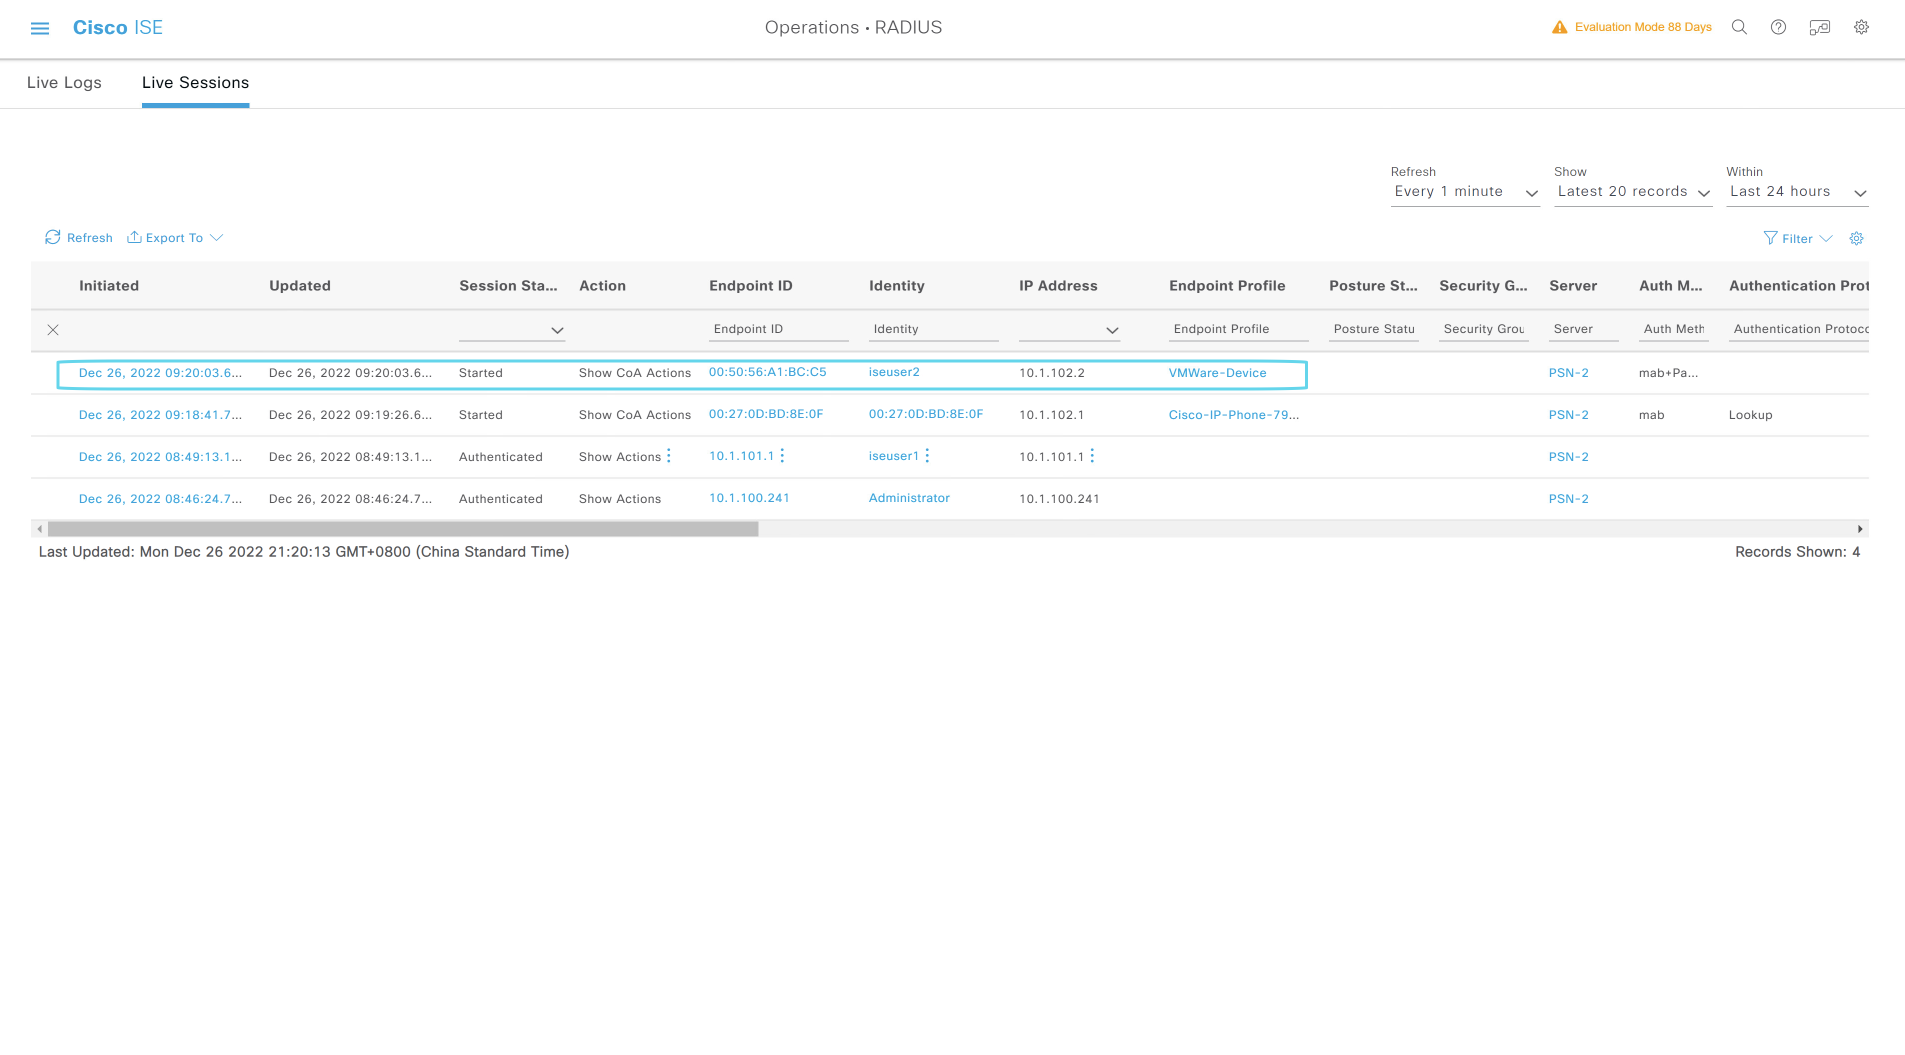 Cisco ISE
Operations · RADIUS
Evaluation Mode 88 Days
Live Logs
Live Sessions
Refresh
Show
Within
Every 1 minute
Latest 20 records
Last 24 hours
Refresh
Export To
Filter
Initiated Updated Session Sta... Action Endpoint ID Identity IP Address Endpoint Profile Posture St... Security G... Server Auth M... Authentication Prot
Endpoint ID Identity Endpoint Profile Posture Statu Security Grou Server Auth Meth Authentication Protoco
Dec 26, 2022 09:20:03.6... Dec 26, 2022 09:20:03.6... Started Show CoA Actions 00:50:56:A1:BC:C5 iseuser2 10.1.102.2 VMWare-Device PSN-2 mab+Pa...
Dec 26, 2022 09:18:41.7... Dec 26, 2022 09:19:26.6... Started Show CoA Actions 00:27:0D:BD:8E:0F 00:27:0D:BD:8E:0F 10.1.102.1 Cisco-IP-Phone-79... PSN-2 mab Lookup
Dec 26, 2022 08:49:13.1... Dec 26, 2022 08:49:13.1... Authenticated Show Actions 10.1.101.1 iseuser1 10.1.101.1 PSN-2
Dec 26, 2022 08:46:24.7... Dec 26, 2022 08:46:24.7... Authenticated Show Actions 10.1.100.241 Administrator 10.1.100.241 PSN-2
Last Updated: Mon Dec 26 2022 21:20:13 GMT+0800 (China Standard Time)
Records Shown: 4